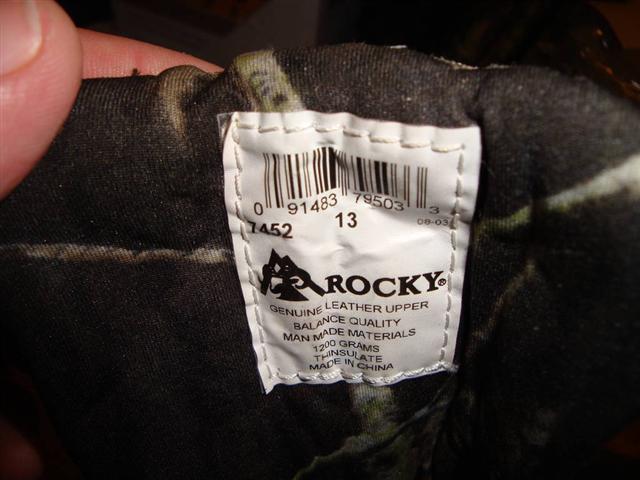 0 91483 79503 3
7452 13 08-03
ROCKY®
GENUINE LEATHER UPPER
BALANCE QUALITY
MAN MADE MATERIALS
1200 GRAMS
THINSULATE
MADE IN CHINA